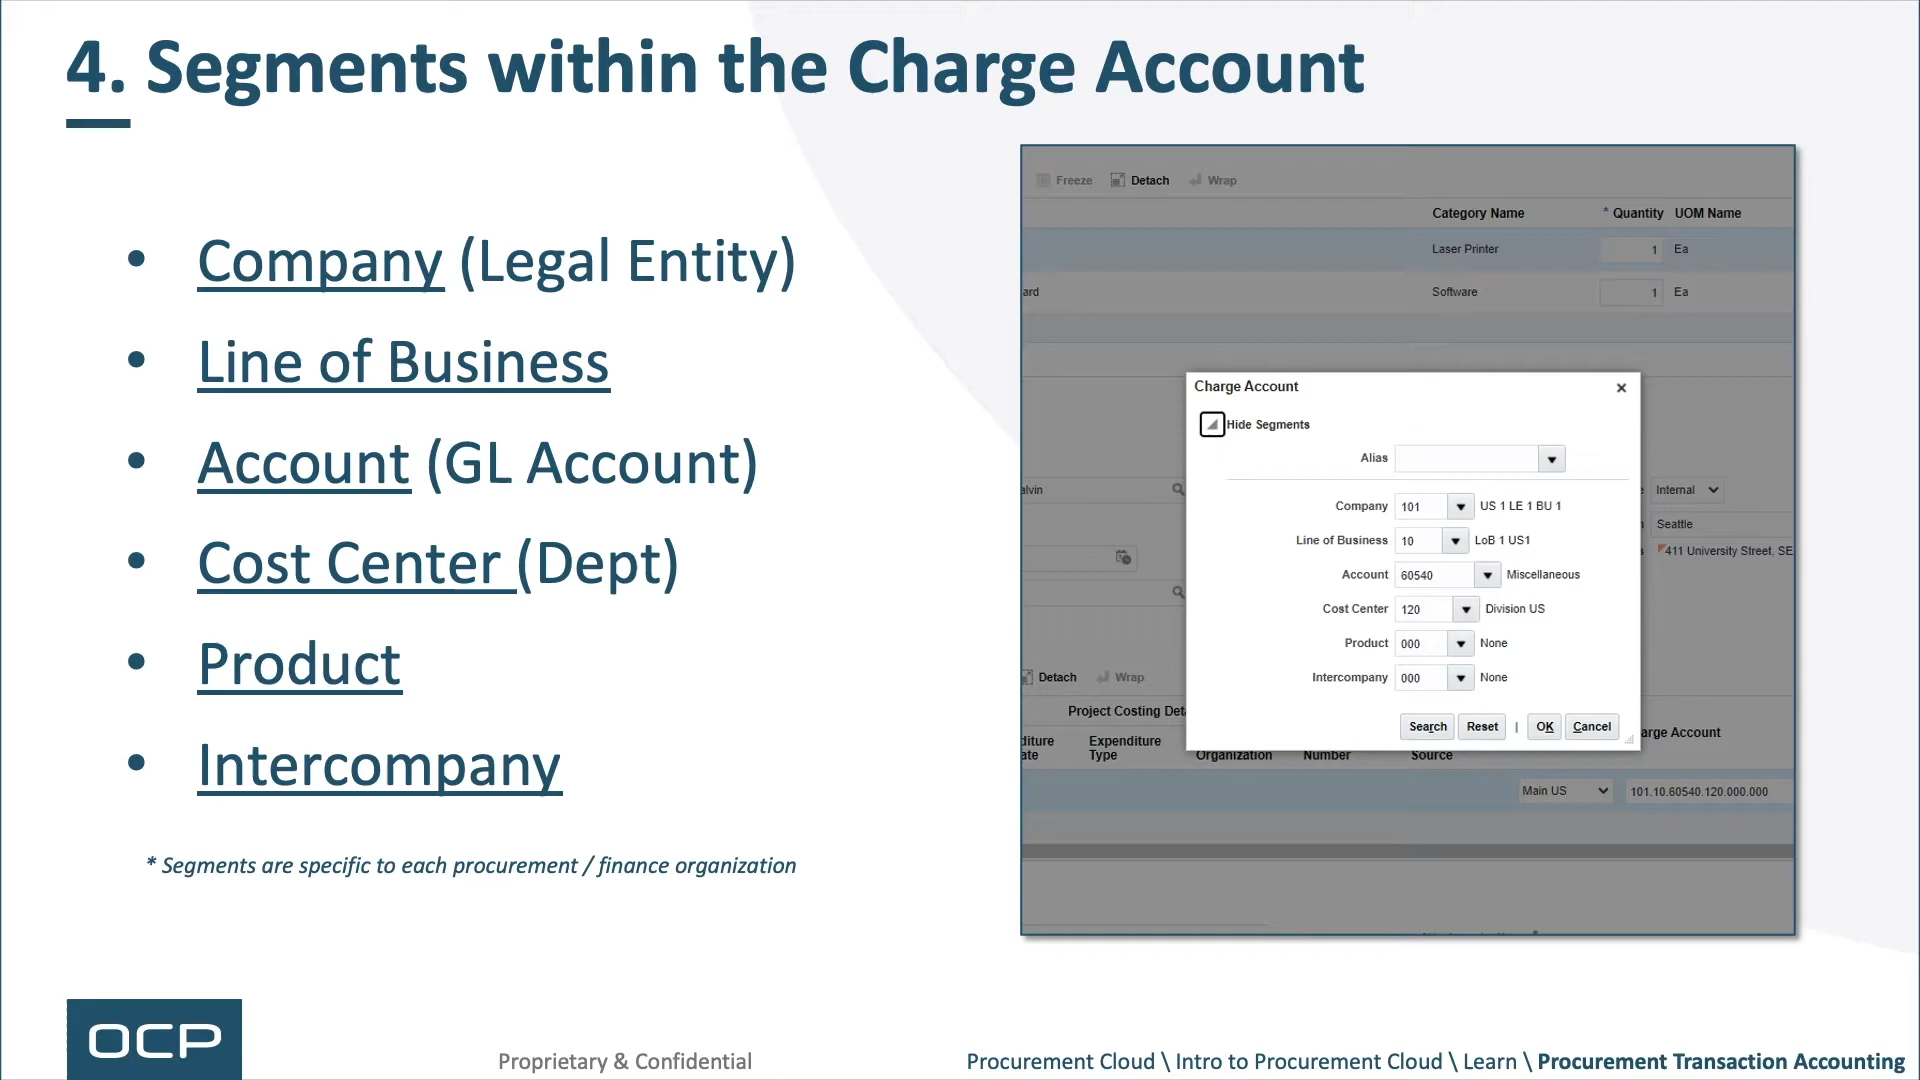 4. Segments within the Charge Account
• Company (Legal Entity)
• Line of Business
• Account (GL Account)
• Cost Center (Dept)
• Product
• Intercompany
* Segments are specific to each procurement / finance organization
Freeze Detach Wrap
Category Name * Quantity UOM Name
Laser Printer 1 Ea
ard Software 1 Ea
Charge Account
Hide Segments
Alias
Company 101 US 1 LE 1 BU 1
Line of Business 10 LoB 1 US1
Account 60540 Miscellaneous
Cost Center 120 Division US
Product 000 None
Intercompany 000 None
Search Reset | OK Cancel
alvin
Internal
Seattle
411 University Street, SE
Detach Wrap
Project Costing Det
diture Expenditure arge Account
ate Type Organization Number Source
Main US 101.10.60540.120.000.000
OCP
Proprietary & Confidential
Procurement Cloud \ Intro to Procurement Cloud \ Learn \ Procurement Transaction Accounting